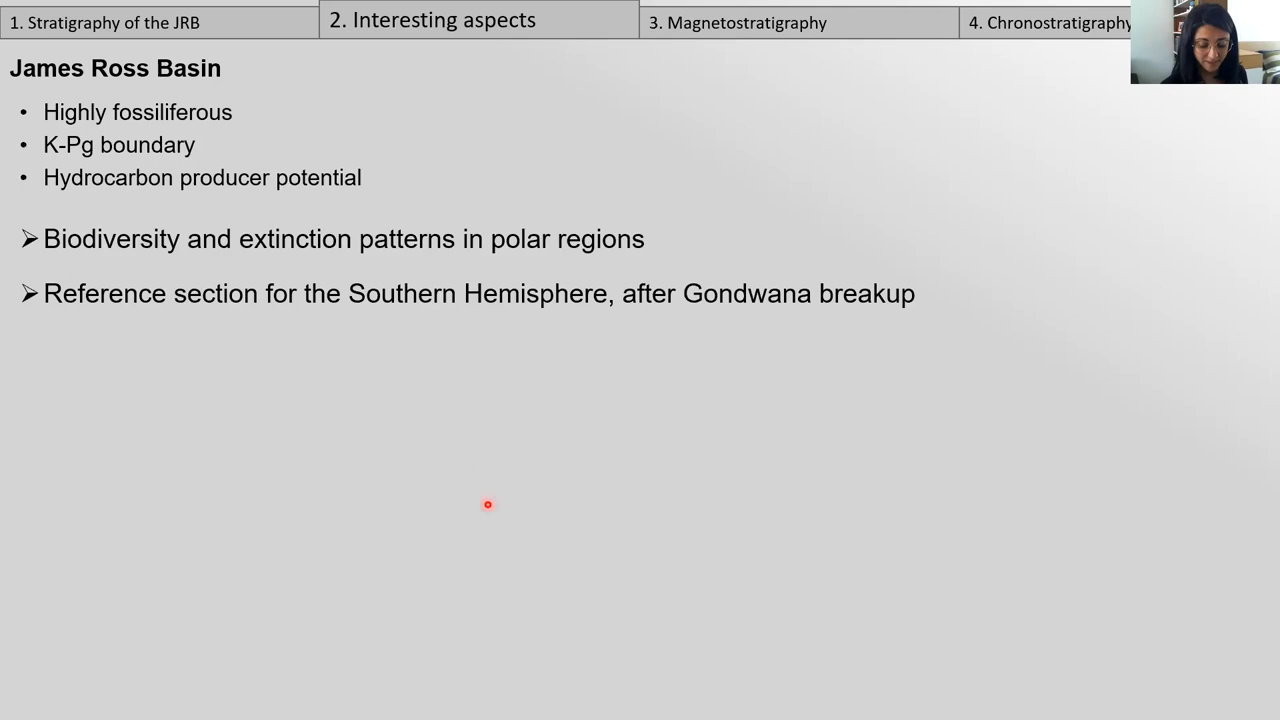 1. Stratigraphy of the JRB
2. Interesting aspects
3. Magnetostratigraphy
4. Chronostratigraphy
James Ross Basin
• Highly fossiliferous
• K-Pg boundary
• Hydrocarbon producer potential
➢ Biodiversity and extinction patterns in polar regions
➢ Reference section for the Southern Hemisphere, after Gondwana breakup